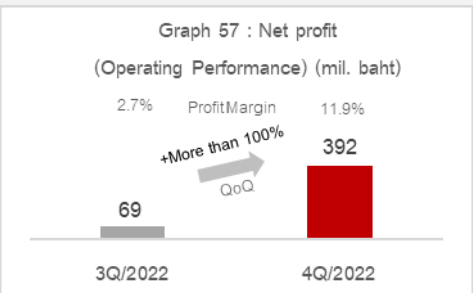 Graph 57 : Net profit
(Operating Performance) (mil. baht)
2.7% ProfitMargin 11.9%
+More than 100%
QoQ
392
69
3Q/2022 4Q/2022